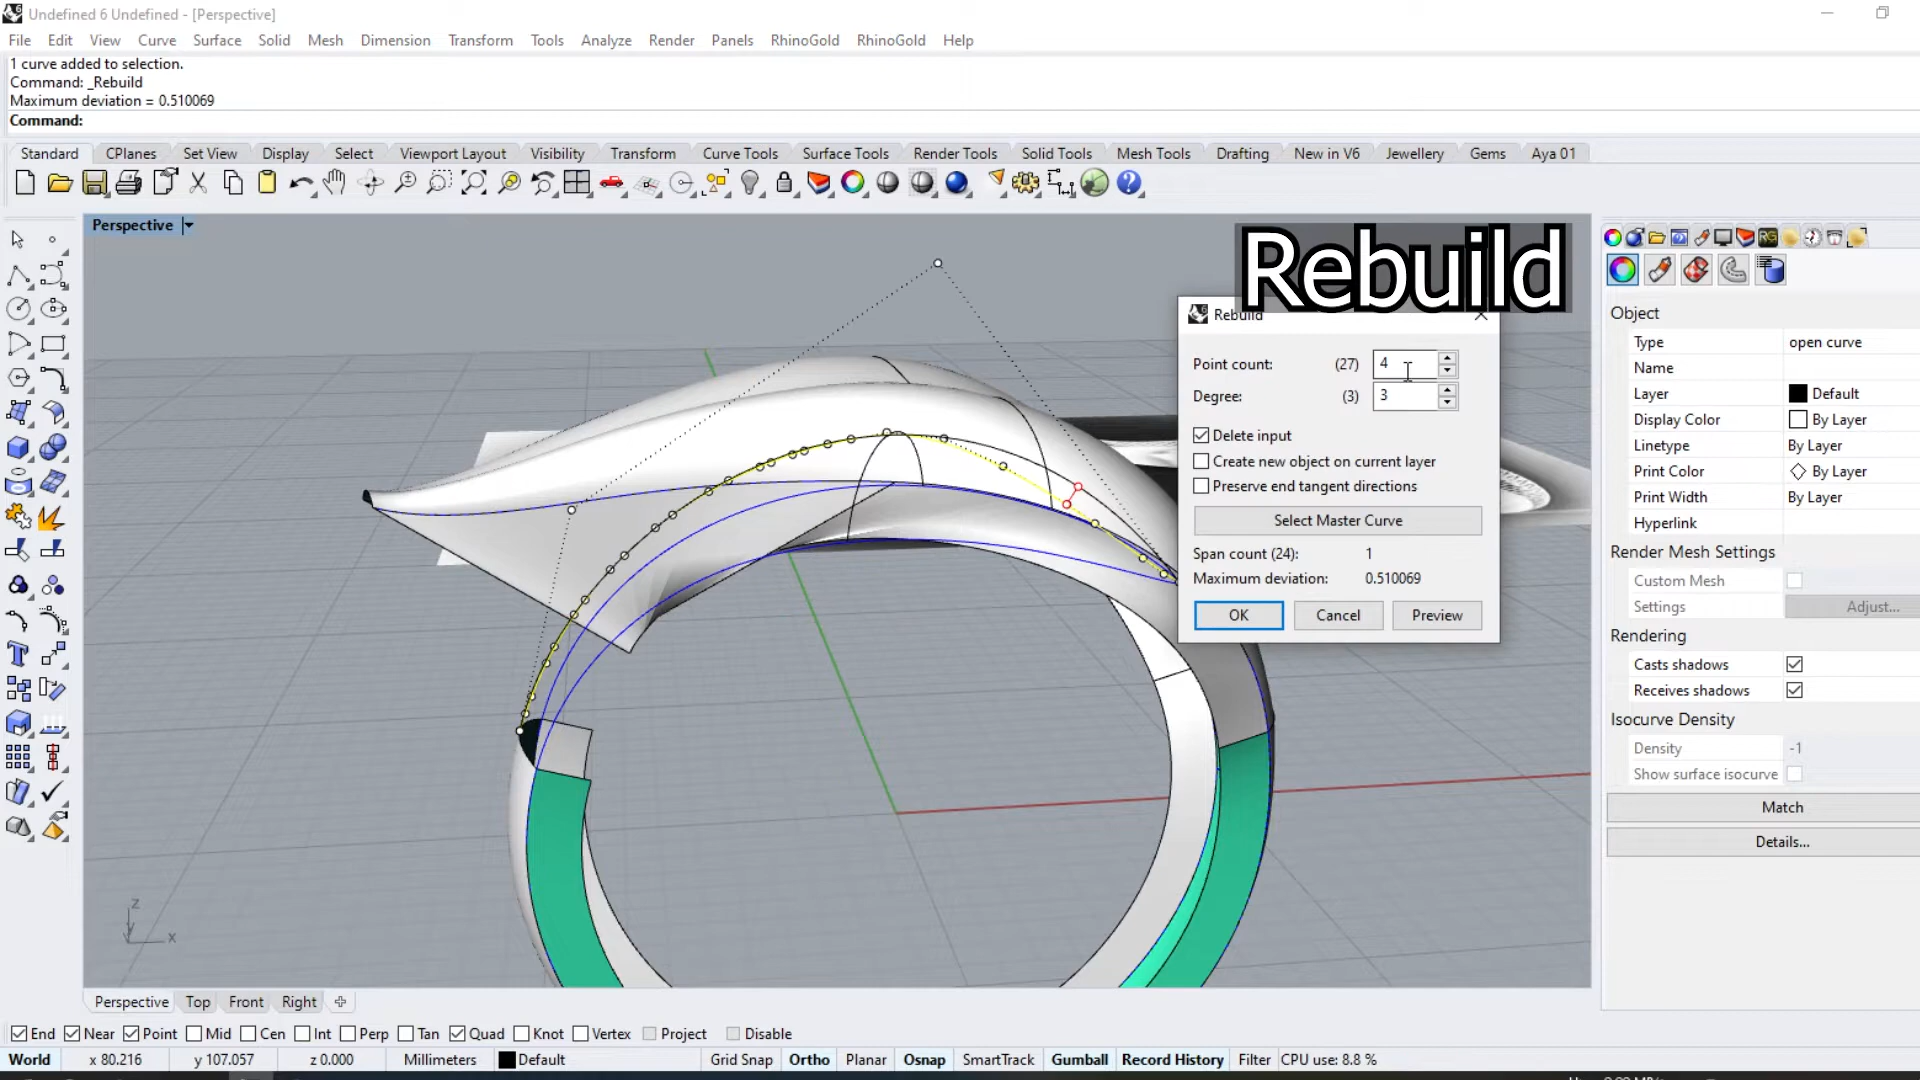 Undefined 6 Undefined - [Perspective]
File Edit View Curve Surface Solid Mesh Dimension Transform Tools Analyze Render Panels RhinoGold RhinoGold Help
1 curve added to selection.
Command: _Rebuild
Maximum deviation = 0.510069
Command:
Standard CPlanes Set View Display Select Viewport Layout Visibility Transform Curve Tools Surface Tools Render Tools Solid Tools Mesh Tools Drafting New in V6 Jewellery Gems Aya 01
Perspective
Rebuild
Rebuild
Point count: (27) 4
Degree: (3) 3
Delete input
Create new object on current layer
Preserve end tangent directions
Select Master Curve
Span count (24): 1
Maximum deviation: 0.510069
OK Cancel Preview
RG
Object
Type open curve
Name
Layer Default
Display Color By Layer
Linetype By Layer
Print Color By Layer
Print Width By Layer
Hyperlink
Render Mesh Settings
Custom Mesh
Settings Adjust...
Rendering
Casts shadows
Receives shadows
Isocurve Density
Density -1
Show surface isocurve
Match
Details...
z
y
x
Perspective Top Front Right
End Near Point Mid Cen Int Perp Tan Quad Knot Vertex Project Disable
World x 80.216 y 107.057 z 0.000 Millimeters Default Grid Snap Ortho Planar Osnap SmartTrack Gumball Record History Filter CPU use: 8.8 %